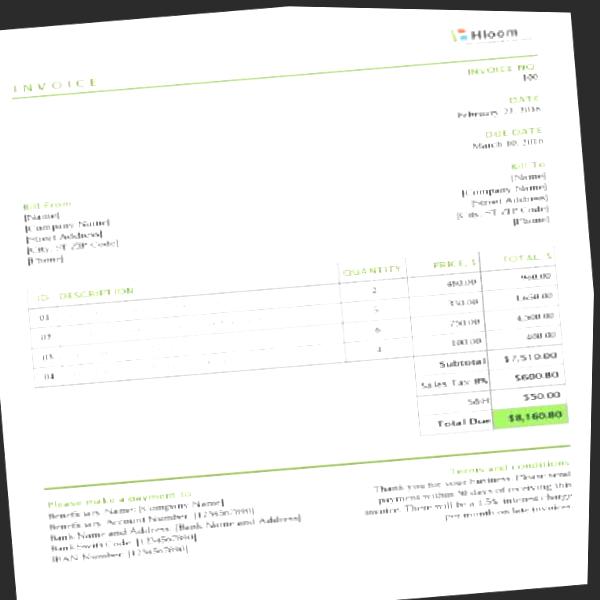 Hloom
INVOICE
INVOICE NO
100
DATE
February 23, 2016
DUE DATE
March 10, 2016
Bill From
[Name]
[Company Name]
[Street Address]
[City, ST ZIP Code]
[Phone]
Bill To
[Name]
[Company Name]
[Street Address]
[City, ST ZIP Code]
[Phone]
ID DESCRIPTION QUANTITY PRICE, $ TOTAL, $
01 2 480.00 960.00
02 330.00 1,650.00
03 6 750.00 4,500.00
04 4 100.00 400.00
Subtotal $7,510.00
Sales Tax 8% $600.80
S&H $50.00
Total Due $8,160.80
Please make a payment to
Beneficiary Name: [Company Name]
Beneficiary Account Number: [1234567890]
Bank Name and Address: [Bank Name and Address]
Bank Swift Code: [1234567890]
IBAN Number: [1234567890]
Terms and conditions
Thank you for your business. Please send
payment within 30 days of receiving this
invoice. There will be a 1.5% interest charge
per month on late invoices.